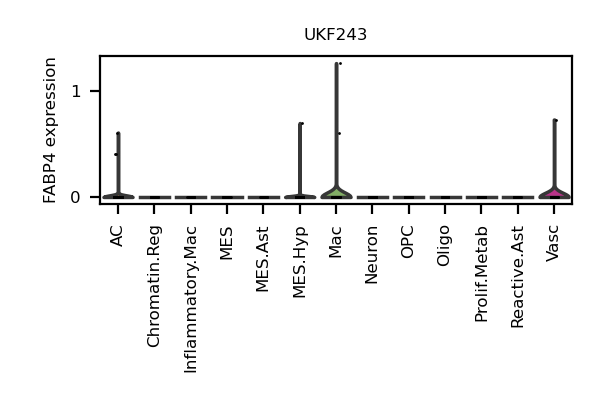 UKF243
FABP4 expression
1
0
AC
Chromatin.Reg
Inflammatory.Mac
MES
MES.Ast
MES.Hyp
Mac
Neuron
OPC
Oligo
Prolif.Metab
Reactive.Ast
Vasc